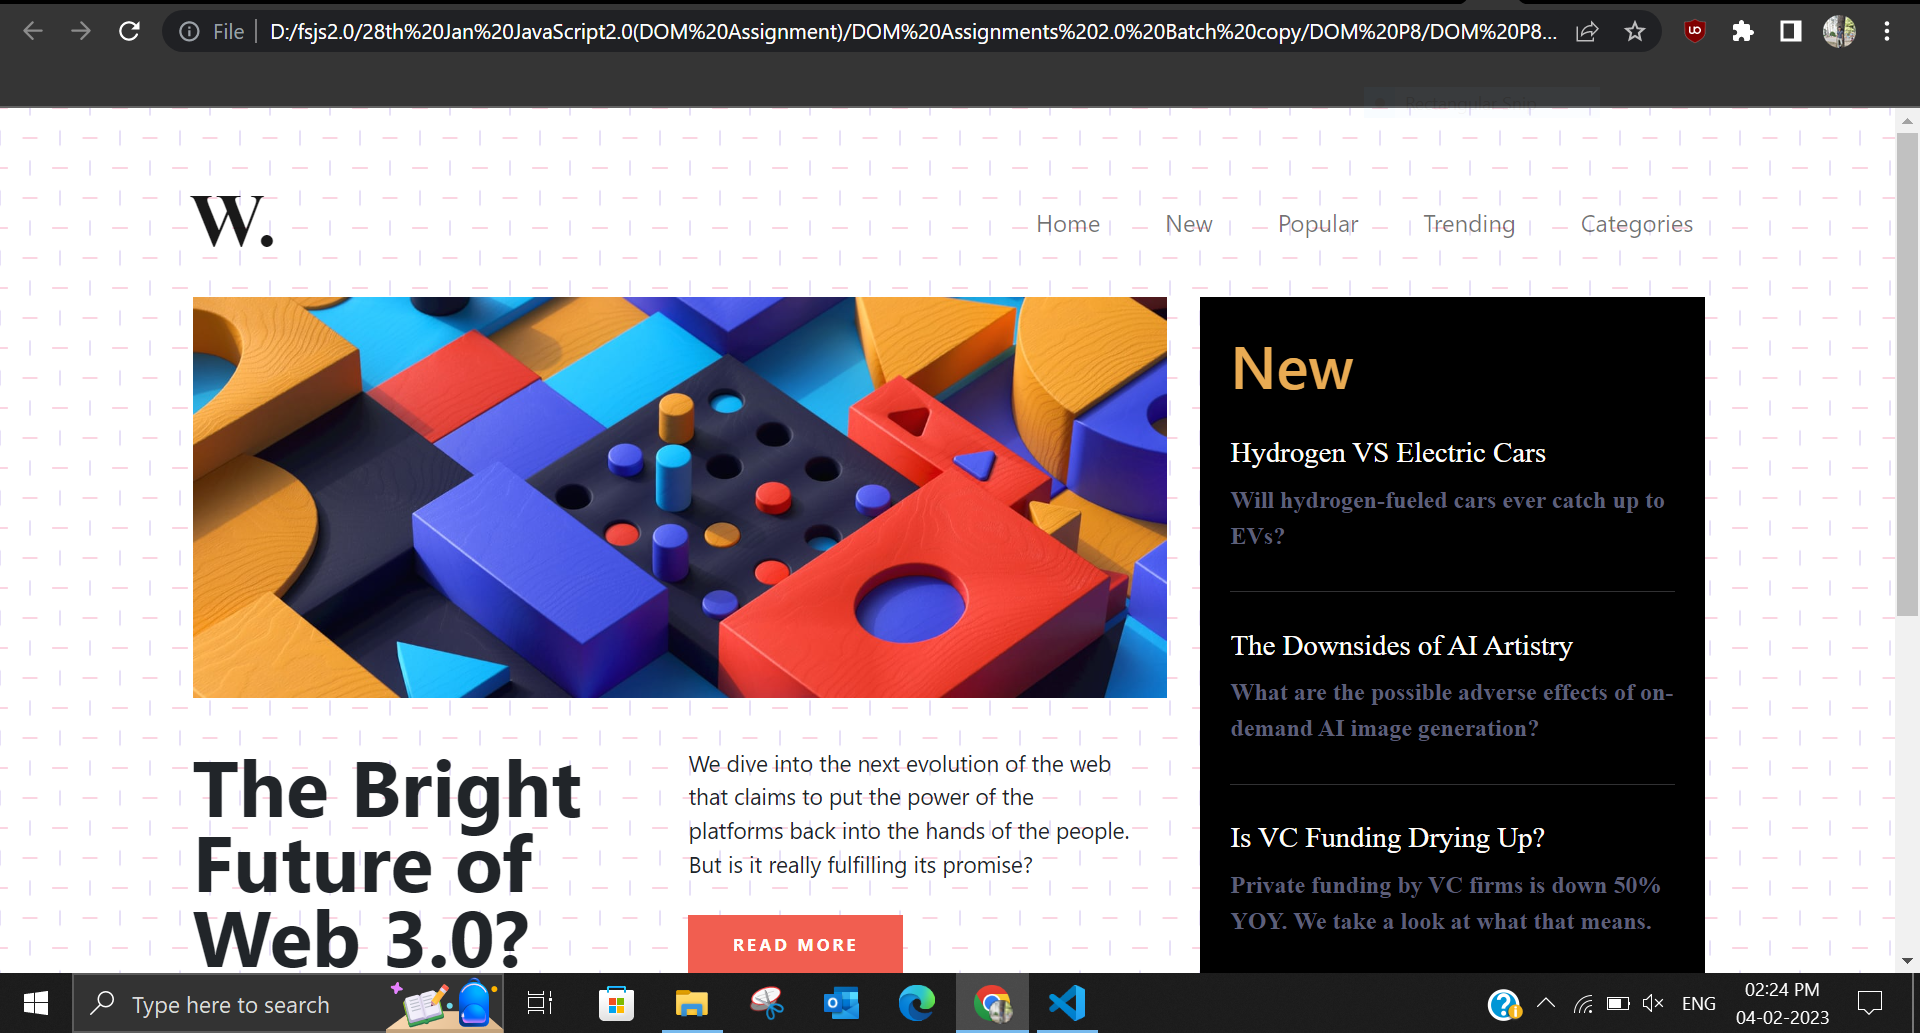 File
D:/fsjs2.0/28th%20Jan%20JavaScript2.0(DOM%20Assignment)/DOM%20Assignments%202.0%20Batch%20copy/DOM%20P8/DOM%20P8...
Rectangular Snip
W.
Home New Popular Trending Categories
New
Hydrogen VS Electric Cars
Will hydrogen-fueled cars ever catch up to
EVs?
The Downsides of AI Artistry
What are the possible adverse effects of on-
demand AI image generation?
Is VC Funding Drying Up?
Private funding by VC firms is down 50%
YOY. We take a look at what that means.
The Bright
Future of
Web 3.0?
We dive into the next evolution of the web
that claims to put the power of the
platforms back into the hands of the people.
But is it really fulfilling its promise?
READ MORE
Type here to search
ENG
02:24 PM
04-02-2023